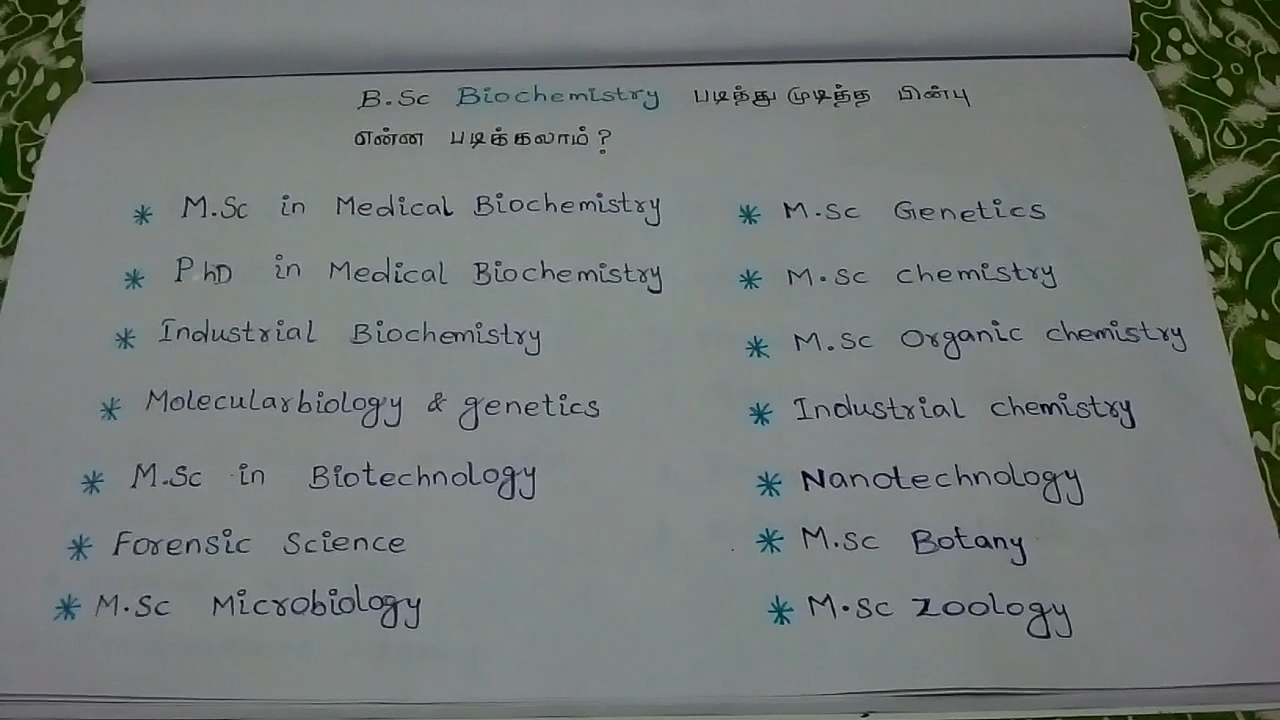 B.Sc Biochemistry படித்து முடித்த பின்பு
என்ன படிக்கலாம்?
* M.Sc in Medical Biochemistry
* PhD in Medical Biochemistry
* Industrial Biochemistry
* Molecularbiology & genetics
* M.Sc in Biotechnology
* Forensic Science
* M.Sc Microbiology
* M.Sc Genetics
* M.Sc chemistry
* M.Sc Organic chemistry
* Industrial chemistry
* Nanotechnology
* M.Sc Botany
* M.Sc zoology